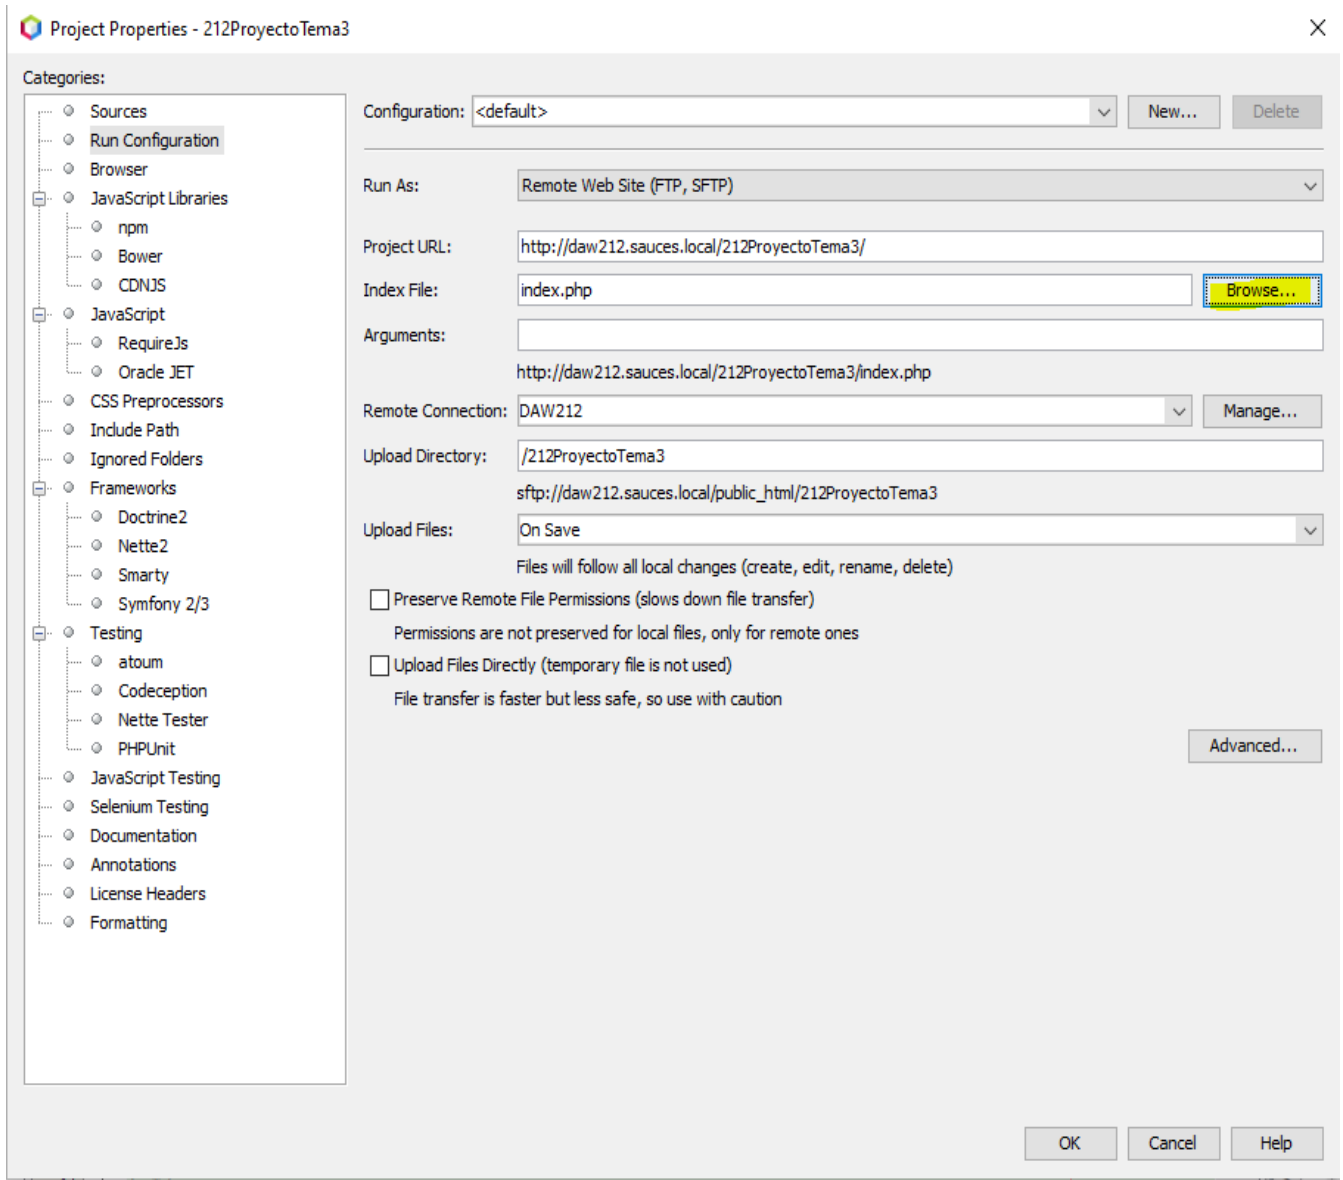 Project Properties - 212ProyectoTema3
Categories:
Sources
Run Configuration
Browser
JavaScript Libraries
npm
Bower
CDNJS
JavaScript
RequireJs
Oracle JET
CSS Preprocessors
Include Path
Ignored Folders
Frameworks
Doctrine2
Nette2
Smarty
Symfony 2/3
Testing
atoum
Codeception
Nette Tester
PHPUnit
JavaScript Testing
Selenium Testing
Documentation
Annotations
License Headers
Formatting
Configuration: <default> New... Delete
Run As: Remote Web Site (FTP, SFTP)
Project URL: http://daw212.sauces.local/212ProyectoTema3/
Index File: index.php Browse...
Arguments:
http://daw212.sauces.local/212ProyectoTema3/index.php
Remote Connection: DAW212 Manage...
Upload Directory: /212ProyectoTema3
sftp://daw212.sauces.local/public_html/212ProyectoTema3
Upload Files: On Save
Files will follow all local changes (create, edit, rename, delete)
Preserve Remote File Permissions (slows down file transfer)
Permissions are not preserved for local files, only for remote ones
Upload Files Directly (temporary file is not used)
File transfer is faster but less safe, so use with caution
Advanced...
OK Cancel Help